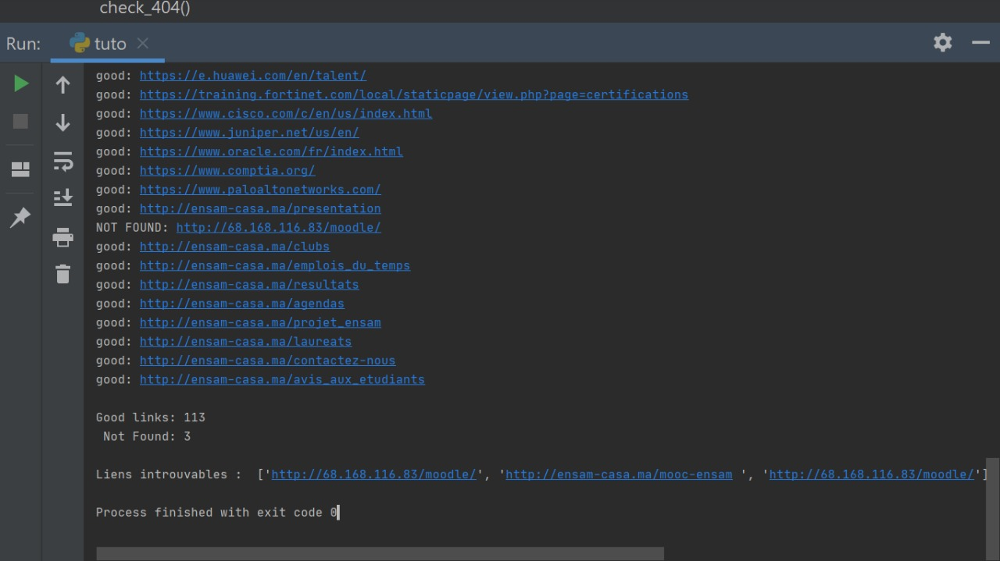 check_404()
Run: tuto
good: https://e.huawei.com/en/talent/
good: https://training.fortinet.com/local/staticpage/view.php?page=certifications
good: https://www.cisco.com/c/en/us/index.html
good: https://www.juniper.net/us/en/
good: https://www.oracle.com/fr/index.html
good: https://www.comptia.org/
good: https://www.paloaltonetworks.com/
good: http://ensam-casa.ma/presentation
NOT FOUND: http://68.168.116.83/moodle/
good: http://ensam-casa.ma/clubs
good: http://ensam-casa.ma/emplois_du_temps
good: http://ensam-casa.ma/resultats
good: http://ensam-casa.ma/agendas
good: http://ensam-casa.ma/projet_ensam
good: http://ensam-casa.ma/laureats
good: http://ensam-casa.ma/contactez-nous
good: http://ensam-casa.ma/avis_aux_etudiants
Good links: 113
Not Found: 3
Liens introuvables :  ['http://68.168.116.83/moodle/', 'http://ensam-casa.ma/mooc-ensam ', 'http://68.168.116.83/moodle/']
Process finished with exit code 0